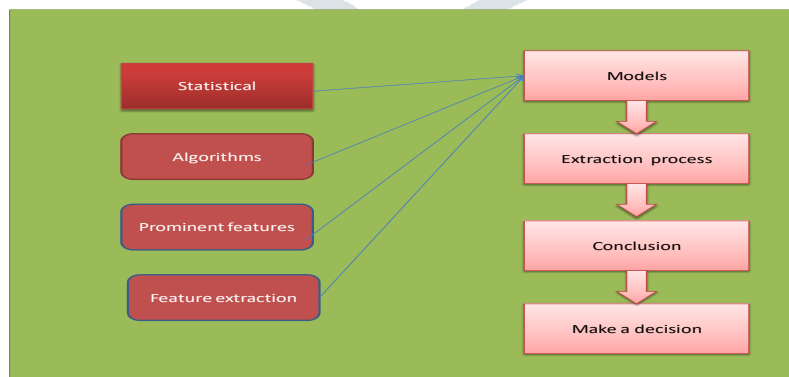 Statistical
Algorithms
Prominent features
Feature extraction
Models
Extraction process
Conclusion
Make a decision